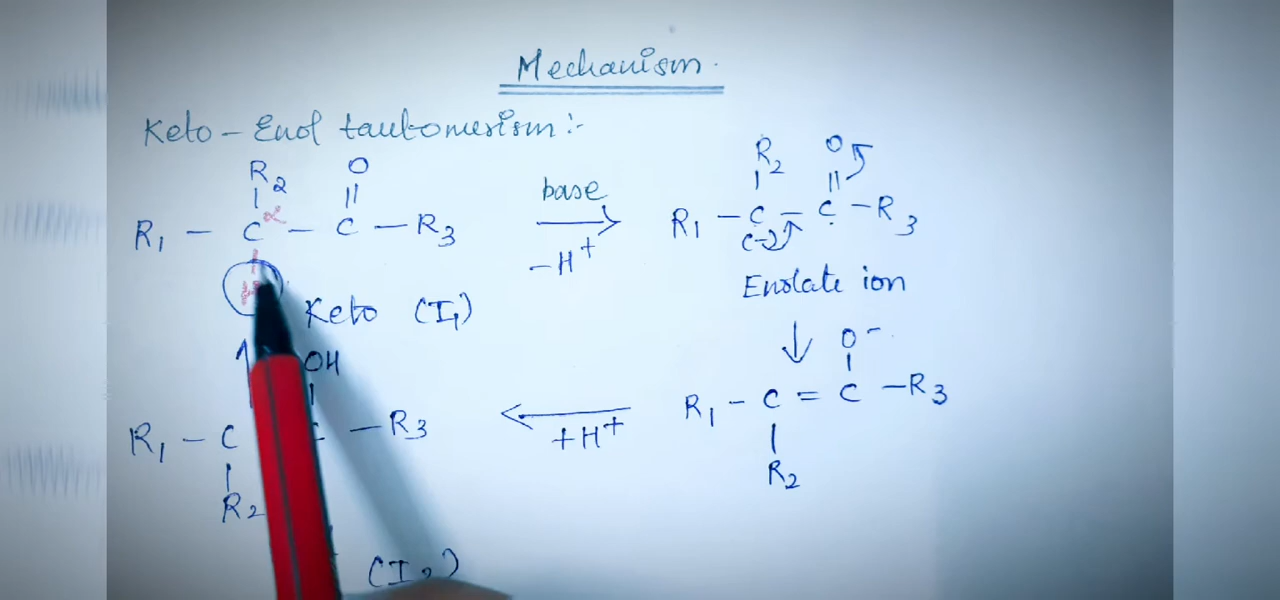 Mechanism.
Keto - Enol tautomerism :-
R2 O
R1 - C α - C - R3
H
Keto (I1)
base
-H+
R2 O
R1 - C - C - R3
(-)
Enolate ion
O-
R1 - C = C - R3
R2
+H+
OH
R1 - C C - R3
R2
(I2)